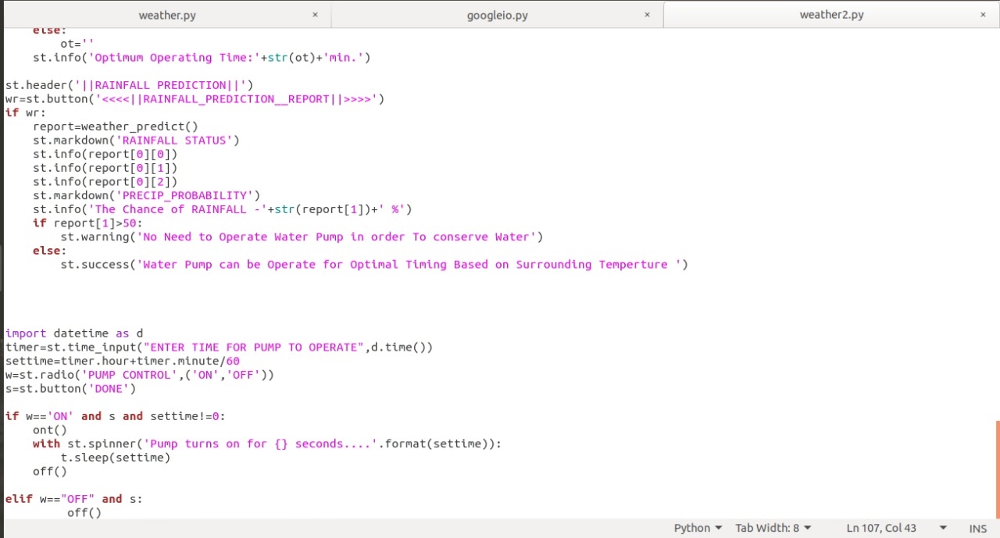 weather.py × googleio.py × weather2.py ×
else:
ot=''
st.info('Optimum Operating Time:'+str(ot)+'min.')
st.header('||RAINFALL PREDICTION||')
wr=st.button('<<<<||RAINFALL_PREDICTION__REPORT||>>>>')
if wr:
report=weather_predict()
st.markdown('RAINFALL STATUS')
st.info(report[0][0])
st.info(report[0][1])
st.info(report[0][2])
st.markdown('PRECIP_PROBABILITY')
st.info('The Chance of RAINFALL -'+str(report[1])+' %')
if report[1]>50:
st.warning('No Need to Operate Water Pump in order To conserve Water')
else:
st.success('Water Pump can be Operate for Optimal Timing Based on Surrounding Temperture ')
import datetime as d
timer=st.time_input("ENTER TIME FOR PUMP TO OPERATE",d.time())
settime=timer.hour+timer.minute/60
w=st.radio('PUMP CONTROL',('ON','OFF'))
s=st.button('DONE')
if w=='ON' and s and settime!=0:
ont()
with st.spinner('Pump turns on for {} seconds....'.format(settime)):
t.sleep(settime)
off()
elif w=="OFF" and s:
off()
Python Tab Width: 8 Ln 107, Col 43 INS